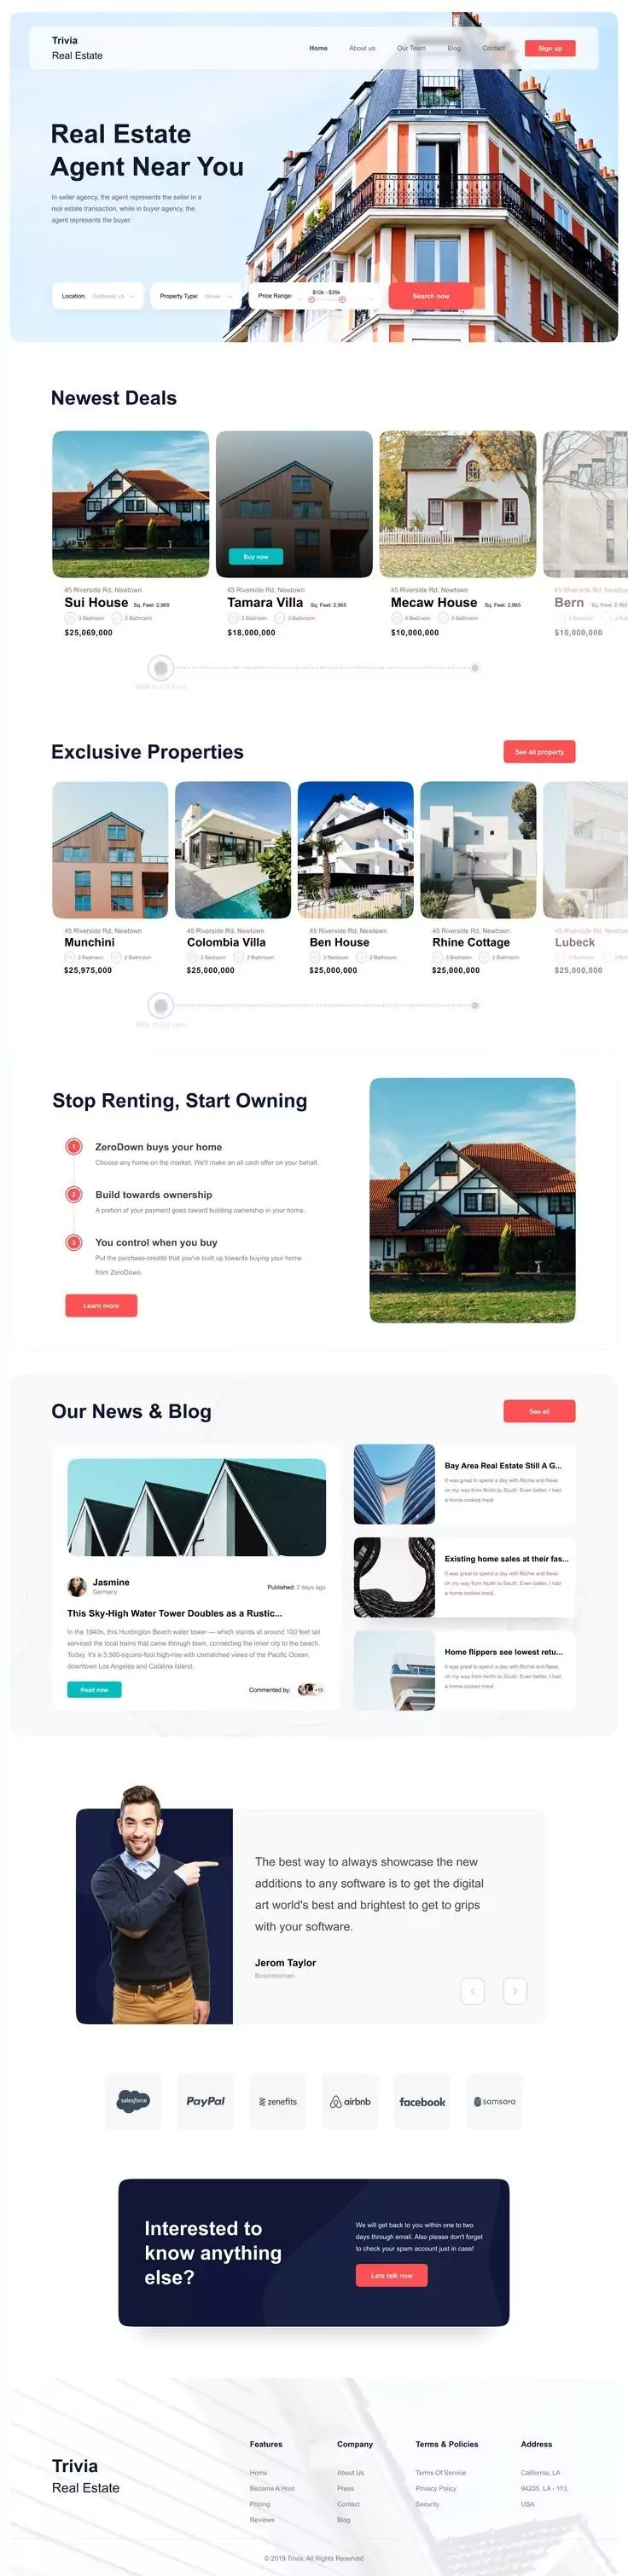 Trivia
Real Estate
Home About us Our Team Blog Contact Sign up
Real Estate
Agent Near You
In seller agency, the agent represents the seller in a
real estate transaction, while in buyer agency, the
agent represents the buyer.
Location: California, LA
Property Type: House
Price Range: $10k - $35k
Search now
Newest Deals
Buy now
45 Riverside Rd, Newtown
Sui House Sq. Feet: 2,965
3 Bedroom 2 Bathroom
$25,069,000
45 Riverside Rd, Newtown
Tamara Villa Sq. Feet: 2,965
3 Bedroom 3 Bathroom
$18,000,000
45 Riverside Rd, Newtown
Mecaw House Sq. Feet: 2,965
4 Bedroom 3 Bathroom
$10,000,000
45 Riverside Rd,
Bern
$10,000,000
Exclusive Properties
See all property
45 Riverside Rd, Newtown
Munchini
3 Bedroom 2 Bathroom
$25,975,000
45 Riverside Rd, Newtown
Colombia Villa
3 Bedroom 2 Bathroom
$25,000,000
45 Riverside Rd, Newtown
Ben House
3 Bedroom 2 Bathroom
$25,000,000
45 Riverside Rd, Newtown
Rhine Cottage
3 Bedroom 2 Bathroom
$25,000,000
45 Riverside Rd,
Lubeck
$25,000,000
Stop Renting, Start Owning
1 ZeroDown buys your home
Choose any home on the market. We'll make an all cash offer on your behalf.
2 Build towards ownership
A portion of your payment goes toward building ownership in your home.
3 You control when you buy
Put the purchase-credit that you've built up towards buying your home
from ZeroDown.
Learn more
Our News & Blog
See all
Jasmine
Germany
Published: 2 days ago
This Sky-High Water Tower Doubles as a Rustic...
In the 1940s, this Huntington Beach water tower — which stands at around 100 feet tall
serviced the local trains that came through town, connecting the inner city to the beach.
Today, it's a 3,500-square-foot high-rise with unmatched views of the Pacific Ocean,
downtown Los Angeles and Catalina Island.
Read now
Commented by: +15
Bay Area Real Estate Still A G...
It was great to spend a day with Richie and Ness
on my way from North to South. Even better, I had
a home cooked meal
Existing home sales at their fas...
It was great to spend a day with Richie and Ness
on my way from North to South. Even better, I had
a home cooked meal
Home flippers see lowest retu...
It was great to spend a day with Richie and Ness
on my way from North to South. Even better, I had
a home cooked meal
The best way to always showcase the new
additions to any software is to get the digital
art world's best and brightest to get to grips
with your software.
Jerom Taylor
Businessman
salesforce PayPal zenefits airbnb facebook samsara
Interested to
know anything
else?
We will get back to you within one to two
days through email. Also please don't forget
to check your spam account just in case!
Lets talk now
Trivia
Real Estate
Features
Home
Became A Host
Pricing
Reviews
Company
About Us
Press
Contact
Blog
Terms & Policies
Terms Of Service
Privacy Policy
Security
Address
California, LA
94205, LA - 113,
USA
© 2019 Trivia. All Rights Reserved